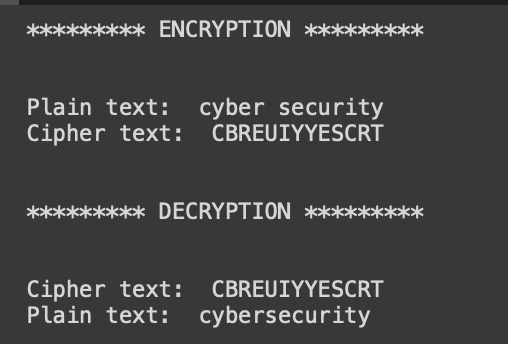 ********* ENCRYPTION *********
Plain text:  cyber security
Cipher text:  CBREUIYYESCRT
********* DECRYPTION *********
Cipher text:  CBREUIYYESCRT
Plain text:  cybersecurity